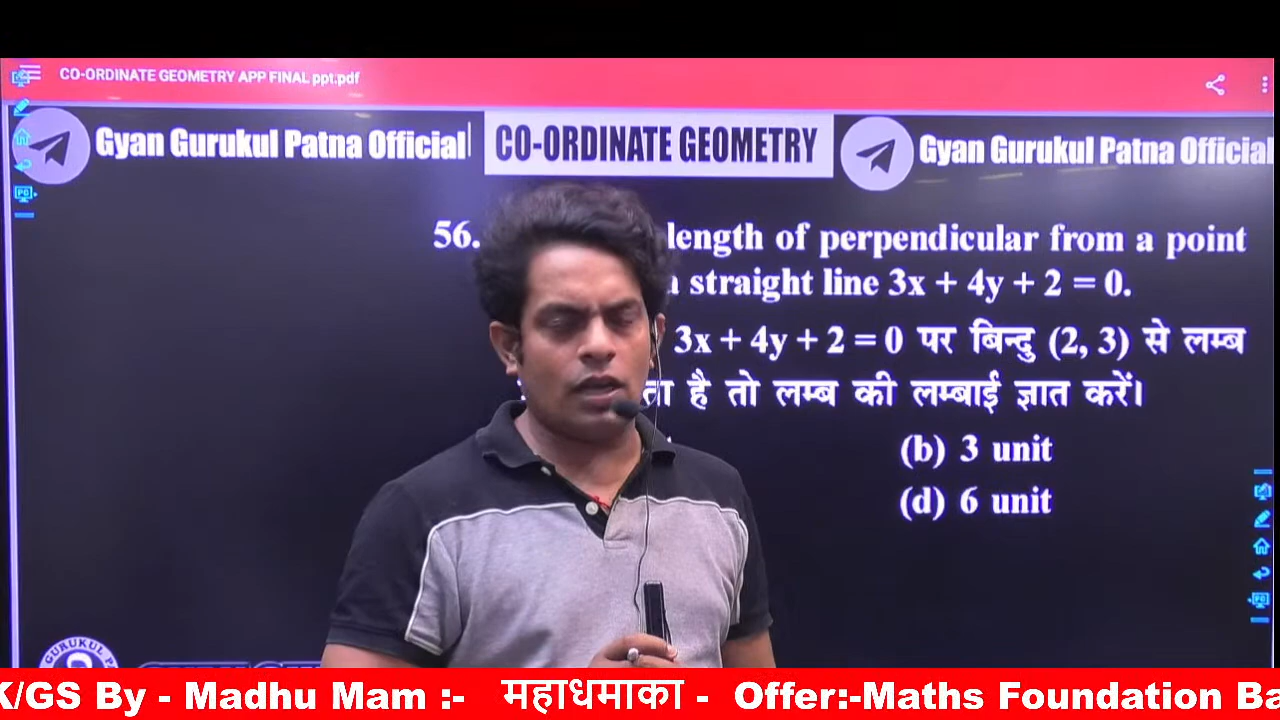 CO-ORDINATE GEOMETRY APP FINAL ppt.pdf
Gyan Gurukul Patna Official
CO-ORDINATE GEOMETRY
Gyan Gurukul Patna Official
56. length of perpendicular from a point
straight line 3x + 4y + 2 = 0.
3x + 4y + 2 = 0 पर बिन्दु (2, 3) से लम्ब
ता है तो लम्ब की लम्बाई ज्ञात करें।
(b) 3 unit
(d) 6 unit
GURUKUL P
K/GS By - Madhu Mam :- महाधमाका - Offer:-Maths Foundation Ba